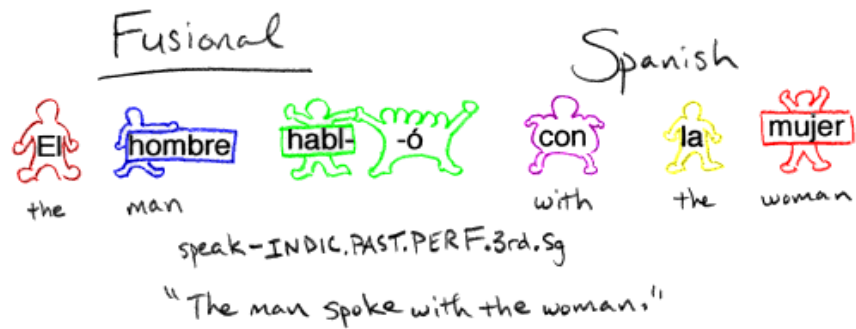 Fusional Spanish
El hombre habl- -ó con la mujer
the man with the woman
speak-INDIC.PAST.PERF.3rd.Sg
"The man spoke with the woman."